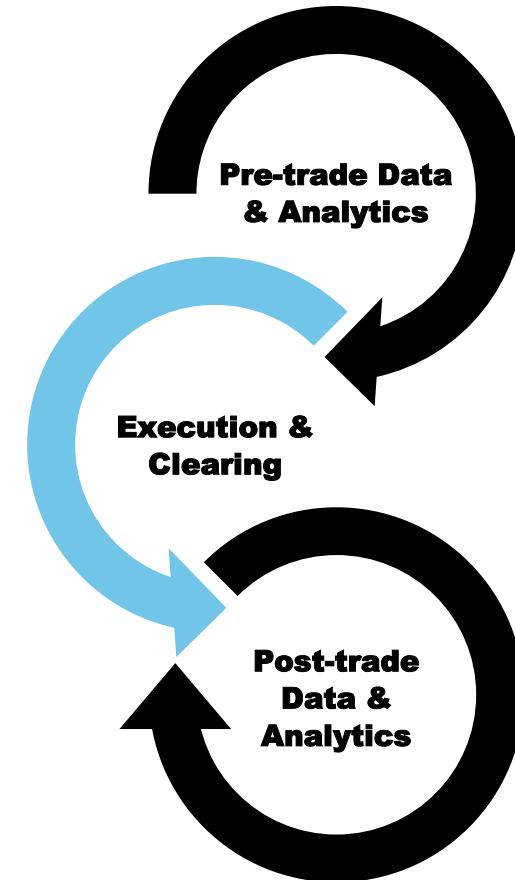 Pre-trade Data
& Analytics
Execution &
Clearing
Post-trade
Data &
Analytics